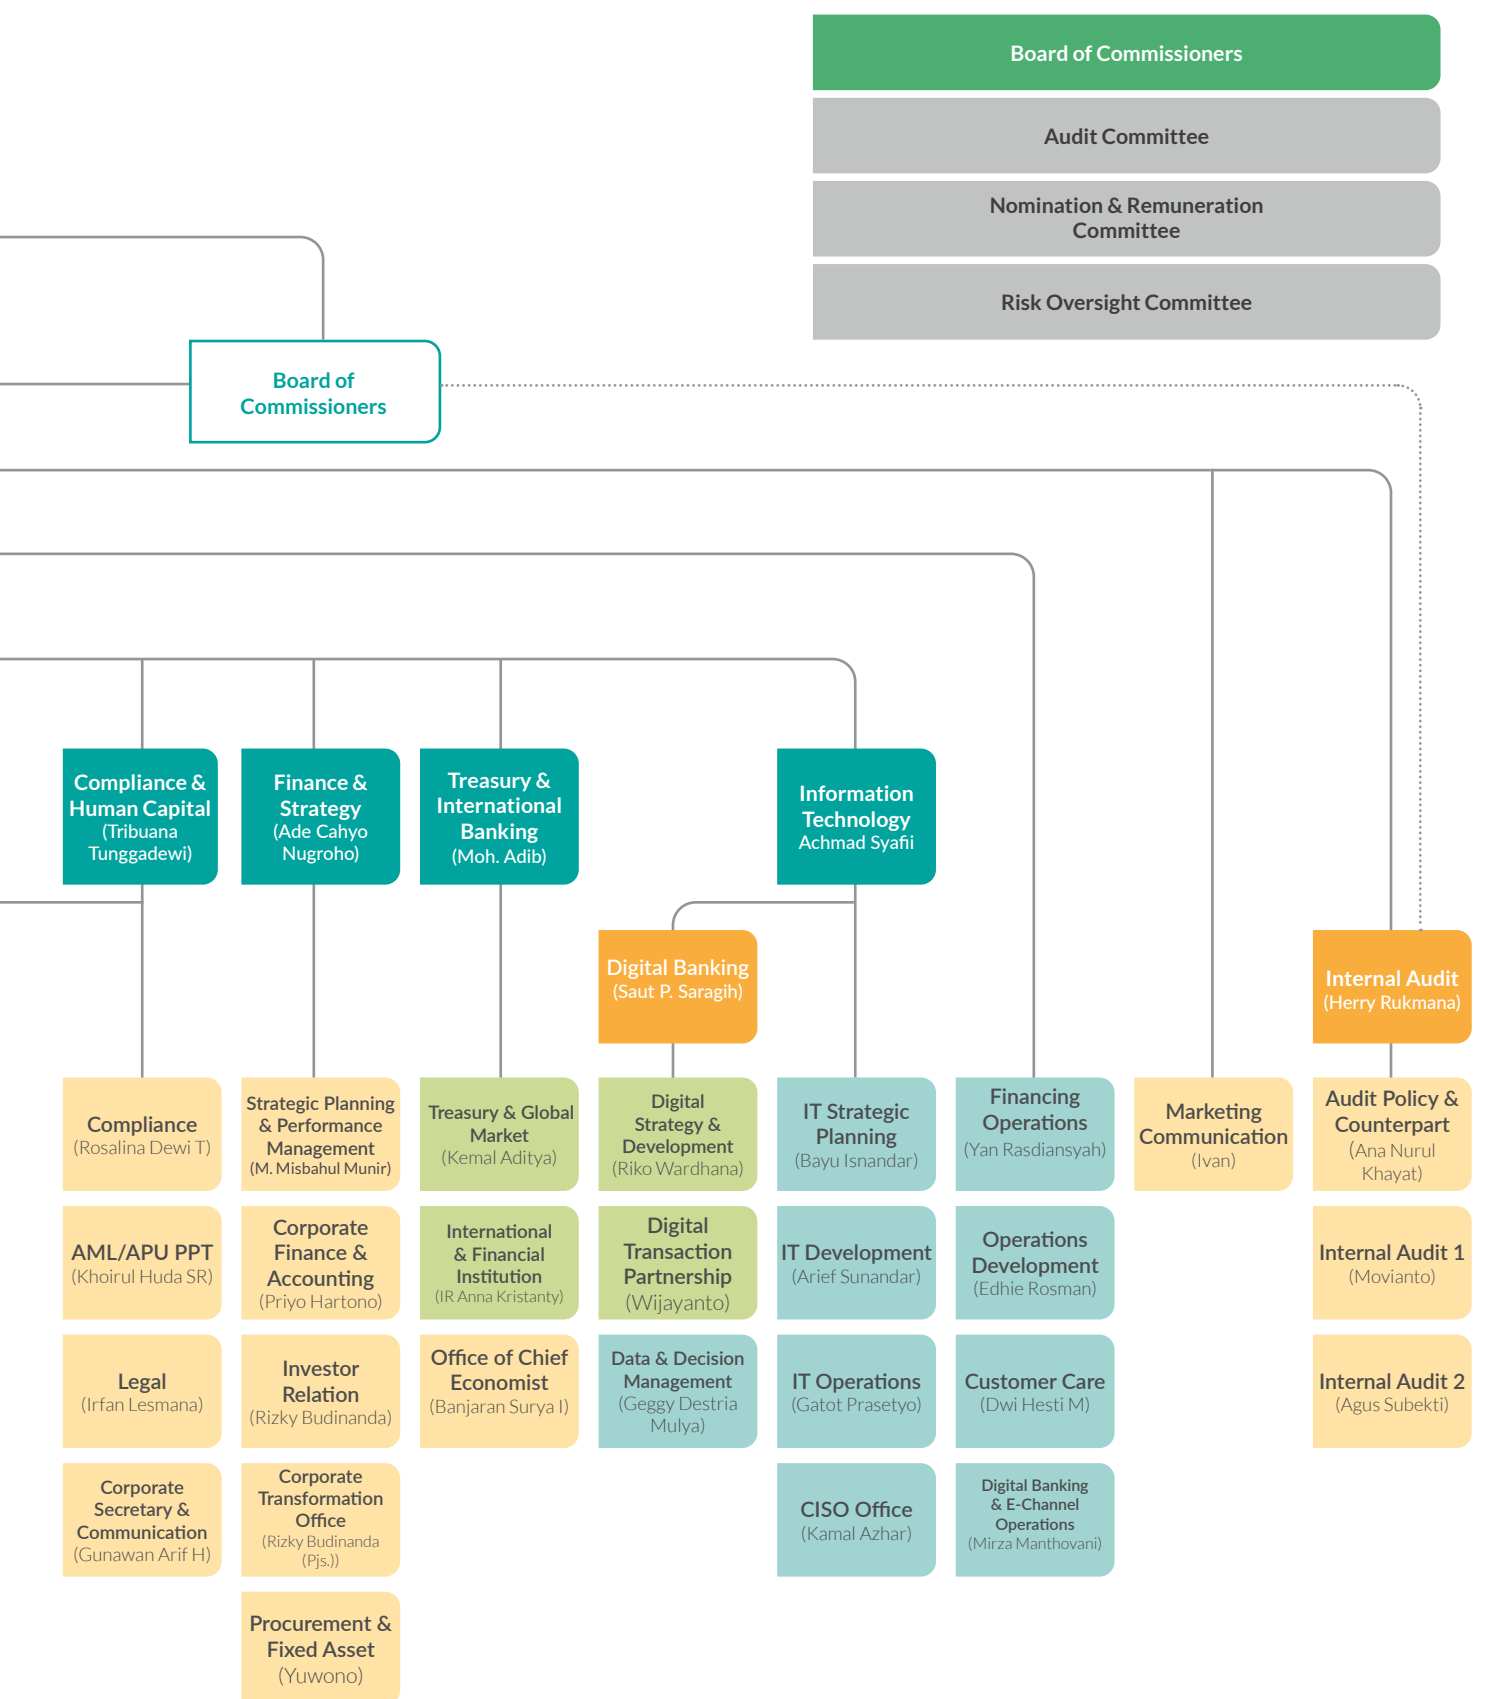 Board of Commissioners
Audit Committee
Nomination & Remuneration
Committee
Risk Oversight Committee
Board of
Commissioners
Compliance &
Human Capital
(Tribuana
Tunggadewi)
Finance &
Strategy
(Ade Cahyo
Nugroho)
Treasury &
International
Banking
(Moh. Adib)
Information
Technology
Achmad Syafii
Digital Banking
(Saut P. Saragih)
Internal Audit
(Herry Rukmana)
Compliance
(Rosalina Dewi T)
Strategic Planning
& Performance
Management
(M. Misbahul Munir)
Treasury & Global
Market
(Kemal Aditya)
Digital
Strategy &
Development
(Riko Wardhana)
IT Strategic
Planning
(Bayu Isnandar)
Financing
Operations
(Yan Rasdiansyah)
Marketing
Communication
(Ivan)
Audit Policy &
Counterpart
(Ana Nurul
Khayat)
AML/APU PPT
(Khoirul Huda SR)
Corporate
Finance &
Accounting
(Priyo Hartono)
International
& Financial
Institution
(IR Anna Kristanty)
Digital
Transaction
Partnership
(Wijayanto)
IT Development
(Arief Sunandar)
Operations
Development
(Edhie Rosman)
Internal Audit 1
(Movianto)
Legal
(Irfan Lesmana)
Investor
Relation
(Rizky Budinanda)
Office of Chief
Economist
(Banjaran Surya I)
Data & Decision
Management
(Geggy Destria
Mulya)
IT Operations
(Gatot Prasetyo)
Customer Care
(Dwi Hesti M)
Internal Audit 2
(Agus Subekti)
Corporate
Secretary &
Communication
(Gunawan Arif H)
Corporate
Transformation
Office
(Rizky Budinanda
(Pjs.))
CISO Office
(Kamal Azhar)
Digital Banking
& E-Channel
Operations
(Mirza Manthovani)
Procurement &
Fixed Asset
(Yuwono)